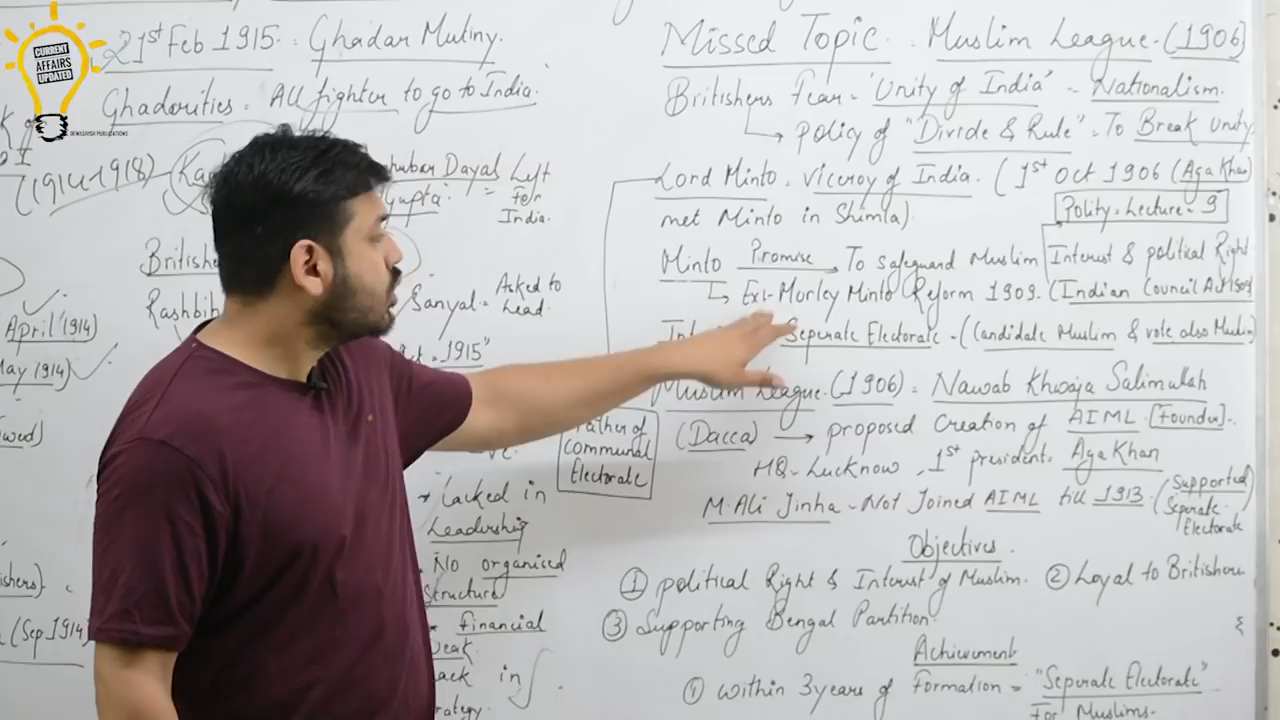 CURRENT
AFFAIRS
UPDATED
DEWASHISH PUBLICATIONS
21st Feb 1915 : Ghadar Mutiny.
Ghadarities = All fighter to go to India.
(1914-1918)
Dayal Left
Gupta = for
India.
Sanyal = Asked to
Lead.
April 1914)
May 1914)
1915"
(Sep 1914)
Father of
communal
Electorate
Lacked in
Leadership
No organised
Structure
financial
weak
lack in
Missed Topic : Muslim League - (1906)
Britishers Fear = 'Unity of India' - Nationalism.
policy of "Divide & Rule" = To Break Unity
Lord Minto = viceroy of India. (1st Oct 1906 (Aga Khan)
met Minto in Shimla).
Polity = Lecture = 9
Minto Promise To Safeguard Muslim Interest & political Right
Ex:- Morley Minto Reform 1909. (Indian Council Act 1909
Seperate Electorate = (Candidate Muslim & vote also Muslim)
Muslim League - (1906) = Nawab Khwaja Salimullah
(Dacca) → proposed Creation of AIML [Founder].
HQ - Lucknow, 1st president = Aga Khan
M. Ali Jinha - Not Joined AIML till 1913. (Supported
Seperate
Electorate
Objectives.
① political Right & Interest of Muslim. ② Loyal to Britishers
③ Supporting Bengal Partition.
Achievement
① within 3 years of Formation = "Seperate Electorate"
For Muslims.